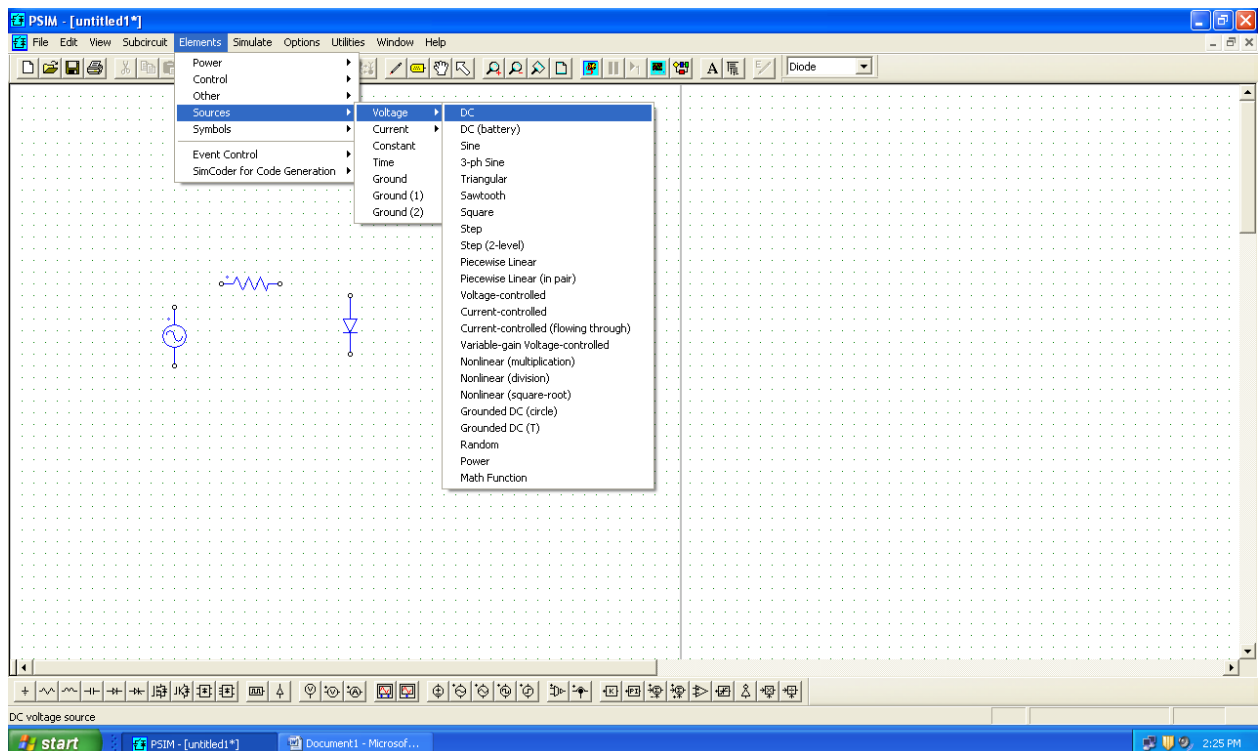 PSIM - [untitled1*]
File Edit View Subcircuit Elements Simulate Options Utilities Window Help
Diode
Power
Control
Other
Sources
Symbols
Event Control
SimCoder for Code Generation
Voltage
Current
Constant
Time
Ground
Ground (1)
Ground (2)
DC
DC (battery)
Sine
3-ph Sine
Triangular
Sawtooth
Square
Step
Step (2-level)
Piecewise Linear
Piecewise Linear (in pair)
Voltage-controlled
Current-controlled
Current-controlled (flowing through)
Variable-gain Voltage-controlled
Nonlinear (multiplication)
Nonlinear (division)
Nonlinear (square-root)
Grounded DC (circle)
Grounded DC (T)
Random
Power
Math Function
DC voltage source
start PSIM - [untitled1*] Document1 - Microsof... 2:25 PM